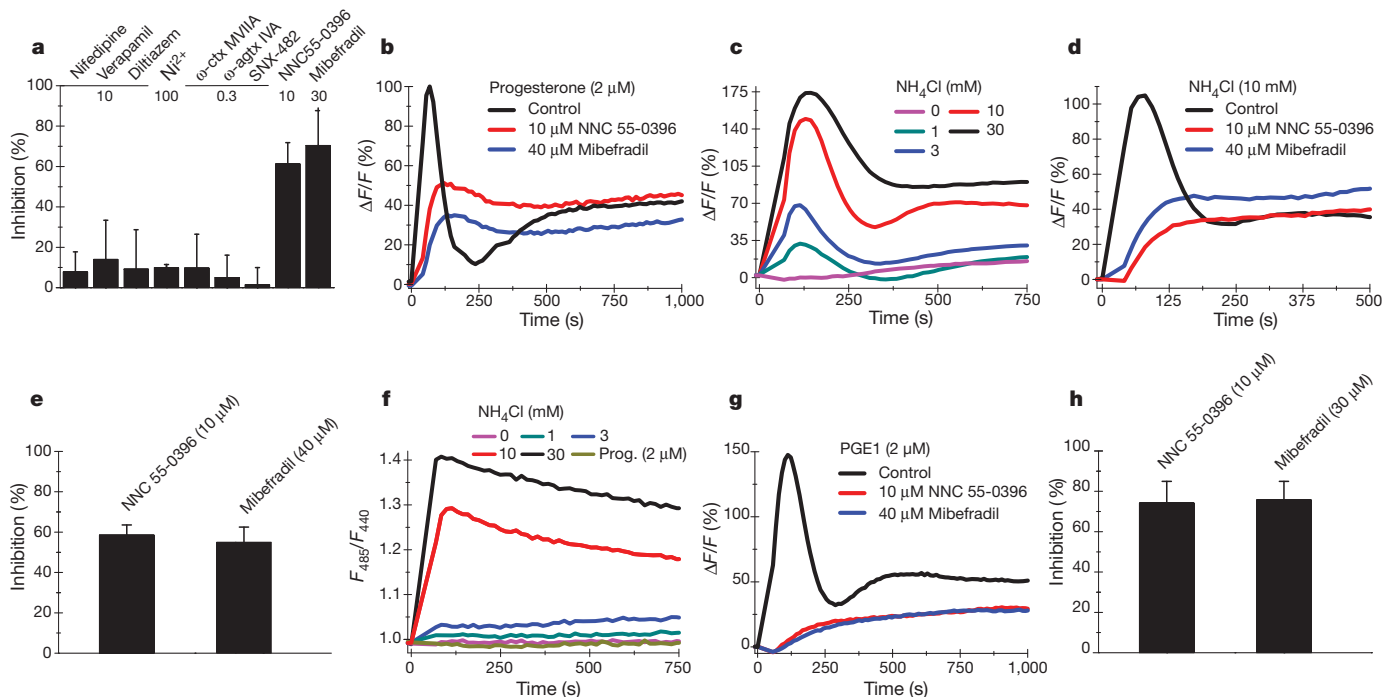 a
Nifedipine
Verapamil
Diltiazem
Ni2+
ω-ctx MVIIA
ω-agtx IVA
SNX-482
NNC55-0396
Mibefradil
10 100 0.3 10 30
Inhibition (%)
100
80
60
40
20
0
b
Progesterone (2 μM)
Control
10 μM NNC 55-0396
40 μM Mibefradil
ΔF/F (%)
100
80
60
40
20
0
0 250 500 750 1,000
Time (s)
c
NH4Cl (mM)
0 10
1 30
3
ΔF/F (%)
175
140
105
70
35
0
0 250 500 750
Time (s)
d
NH4Cl (10 mM)
Control
10 μM NNC 55-0396
40 μM Mibefradil
ΔF/F (%)
100
80
60
40
20
0
0 125 250 375 500
Time (s)
e
NNC 55-0396 (10 μM)
Mibefradil (40 μM)
Inhibition (%)
100
80
60
40
20
0
f
NH4Cl (mM)
0 1 3
10 30 Prog. (2 μM)
F485/F440
1.4
1.3
1.2
1.1
1.0
0 250 500 750
Time (s)
g
PGE1 (2 μM)
Control
10 μM NNC 55-0396
40 μM Mibefradil
ΔF/F (%)
150
100
50
0
0 250 500 750 1,000
Time (s)
h
NNC 55-0396 (10 μM)
Mibefradil (30 μM)
Inhibition (%)
100
80
60
40
20
0